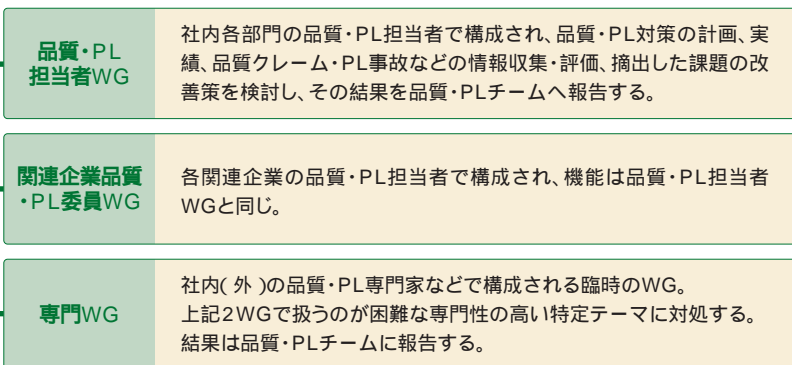 品質・PL
担当者WG
社内各部門の品質・PL担当者で構成され、品質・PL対策の計画、実
績、品質クレーム・PL事故などの情報収集・評価、摘出した課題の改
善策を検討し、その結果を品質・PLチームへ報告する。
関連企業品質
・PL委員WG
各関連企業の品質・PL担当者で構成され、機能は品質・PL担当者
WGと同じ。
専門WG
社内(外)の品質・PL専門家などで構成される臨時のWG。
上記2WGで扱うのが困難な専門性の高い特定テーマに対処する。
結果は品質・PLチームに報告する。